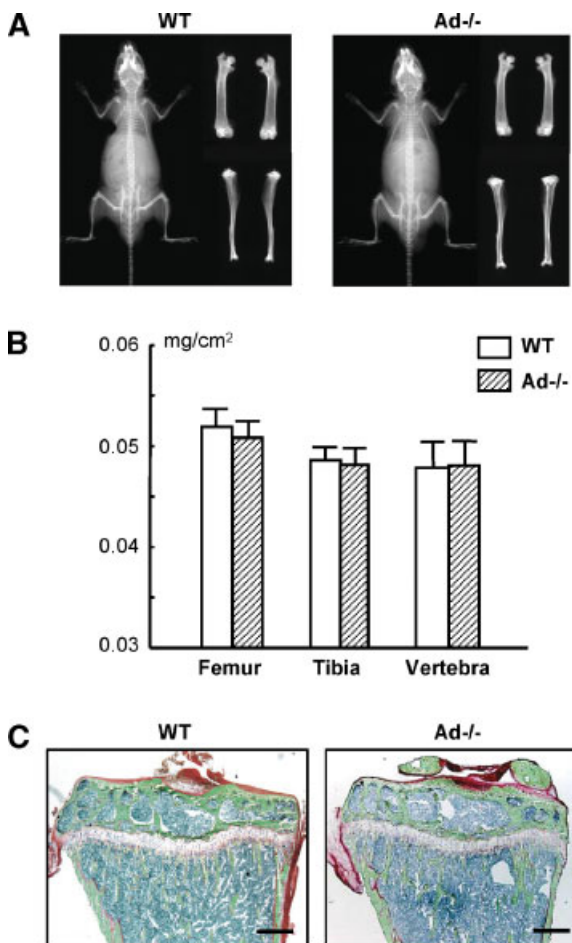 A
WT
Ad-/-
B
mg/cm²
0.06
0.05
0.04
0.03
WT
Ad-/-
Femur
Tibia
Vertebra
C
WT
Ad-/-